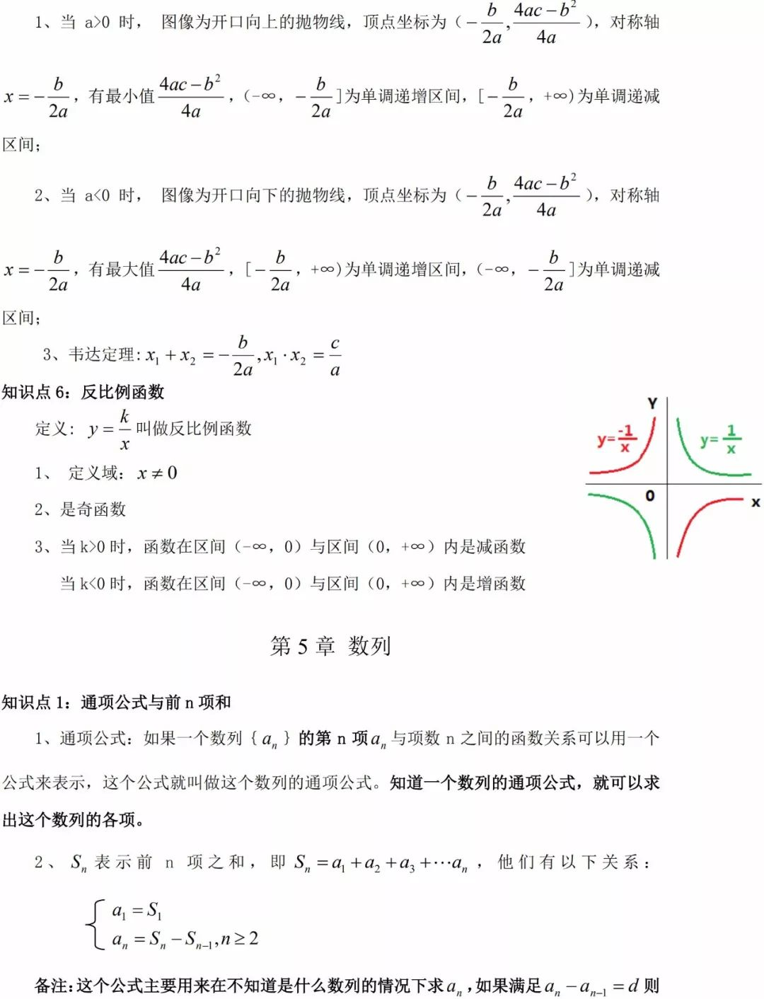 1、当 a>0 时， 图像为开口向上的抛物线，顶点坐标为（$-\frac{b}{2a},\frac{4ac-b^2}{4a}$），对称轴
$x=-\frac{b}{2a}$，有最小值$\frac{4ac-b^2}{4a}$，(-∞，$-\frac{b}{2a}$]为单调递增区间，[$-\frac{b}{2a}$，+∞)为单调递减
区间；
2、当 a<0 时， 图像为开口向下的抛物线，顶点坐标为（$-\frac{b}{2a},\frac{4ac-b^2}{4a}$），对称轴
$x=-\frac{b}{2a}$，有最大值$\frac{4ac-b^2}{4a}$，[$-\frac{b}{2a}$，+∞)为单调递增区间，(-∞，$-\frac{b}{2a}$]为单调递减
区间；
3、韦达定理：$x_1+x_2=-\frac{b}{2a},x_1\cdot x_2=\frac{c}{a}$
知识点 6：反比例函数
定义： $y=\frac{k}{x}$叫做反比例函数
1、 定义域：$x\neq 0$
2、是奇函数
3、当 k>0 时，函数在区间（-∞，0）与区间（0，+∞）内是减函数
当 k<0 时，函数在区间（-∞，0）与区间（0，+∞）内是增函数
Y
y=$\frac{-1}{x}$
y=$\frac{1}{x}$
0
x
第 5 章 数列
知识点 1：通项公式与前 n 项和
1、通项公式：如果一个数列｛$a_n$｝的第 n 项$a_n$与项数 n 之间的函数关系可以用一个
公式来表示，这个公式就叫做这个数列的通项公式。知道一个数列的通项公式，就可以求
出这个数列的各项。
2、$S_n$表示前 n 项之和，即$S_n=a_1+a_2+a_3+\cdots a_n$，他们有以下关系：
{ $a_1=S_1$
$a_n=S_n-S_{n-1},n\geq 2$
备注：这个公式主要用来在不知道是什么数列的情况下求$a_n$，如果满足$a_n-a_{n-1}=d$则